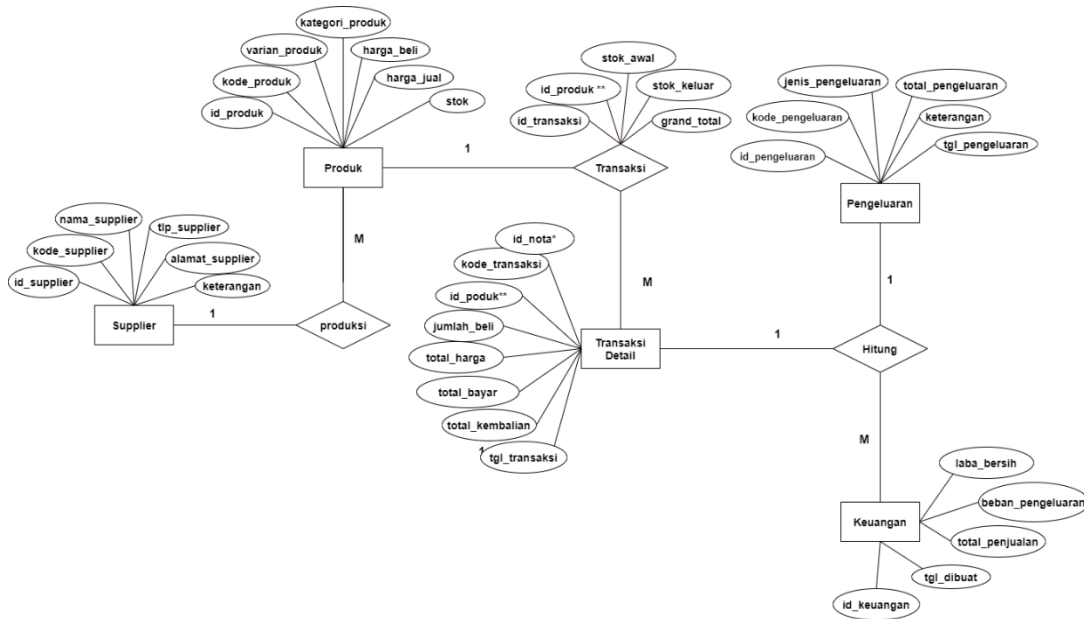 kategori_produk
varian_produk
harga_beli
kode_produk
harga_jual
id_produk
stok
Produk
1
stok_awal
id_produk **
stok_keluar
id_transaksi
grand_total
Transaksi
jenis_pengeluaran
total_pengeluaran
kode_pengeluaran
keterangan
id_pengeluaran
tgl_pengeluaran
Pengeluaran
nama_supplier
tlp_supplier
kode_supplier
alamat_supplier
id_supplier
keterangan
Supplier
1
M
produksi
id_nota*
kode_transaksi
id_poduk**
jumlah_beli
total_harga
total_bayar
total_kembalian
1
tgl_transaksi
M
Transaksi
Detail
1
1
Hitung
M
Keuangan
laba_bersih
beban_pengeluaran
total_penjualan
tgl_dibuat
id_keuangan